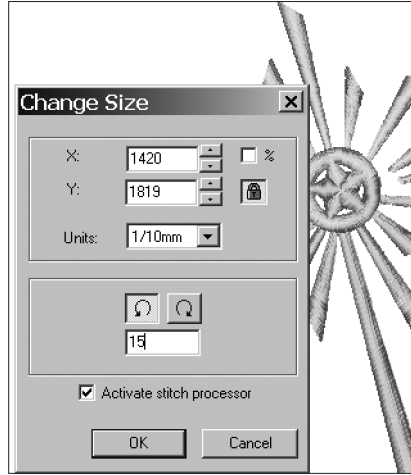 Change Size
X: 1420 %
Y: 1819
Units: 1/10mm
15
Activate stitch processor
OK Cancel